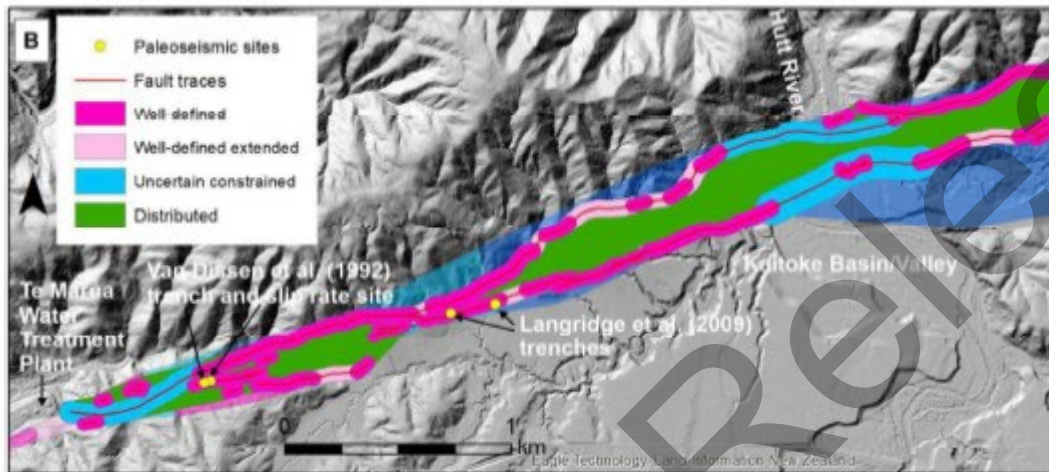 B
Paleoseismic sites
Fault traces
Well-defined
Well-defined extended
Uncertain constrained
Distributed
Hutt River
Van Dissen et al. (1992)
trench and slip rate site
Te Marua
Water
Treatment
Plant
Kaitoke Basin/Valley
Langridge et al. (2009)
trenches
0
1
km
Eagle Technology, Land Information New Zealand
Rele